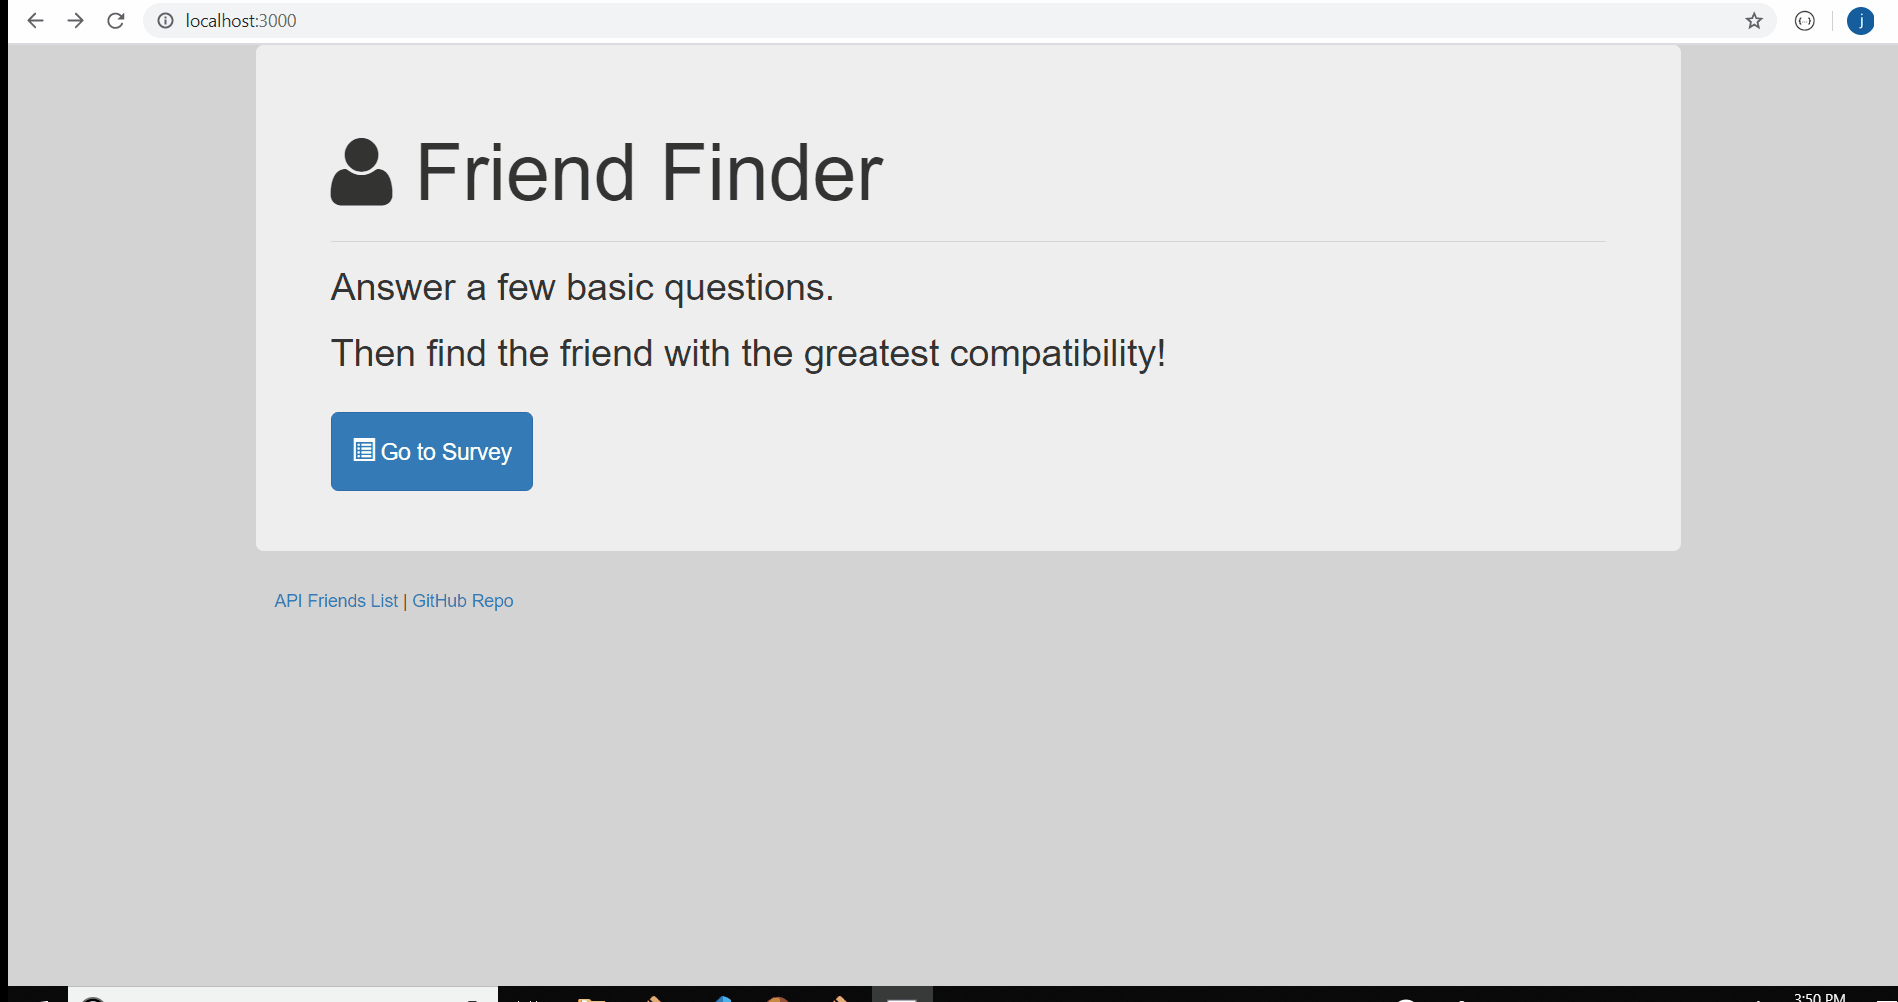 localhost:3000
j
Friend Finder
Answer a few basic questions.
Then find the friend with the greatest compatibility!
Go to Survey
API Friends List | GitHub Repo
3:50 PM